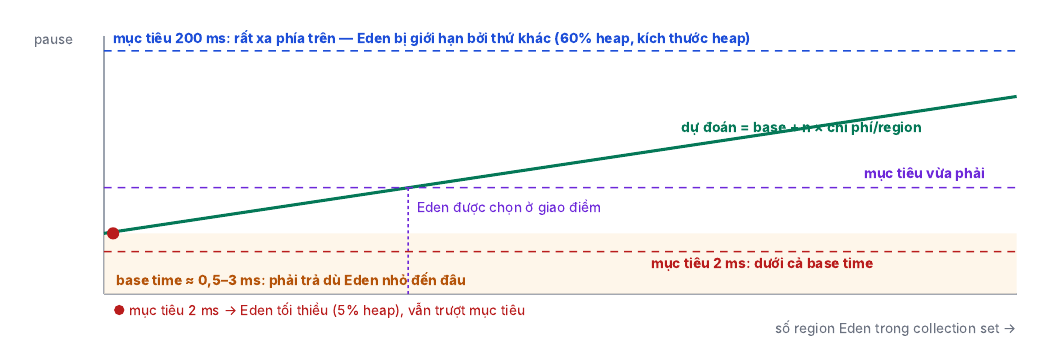 mục tiêu 200 ms: rất xa phía trên — Eden bị giới hạn bởi thứ khác (60% heap, kích thước heap)
pause
dự đoán = base + n × chi phí/region
mục tiêu vừa phải
Eden được chọn ở giao điểm
mục tiêu 2 ms: dưới cả base time
base time ≈ 0,5–3 ms: phải trả dù Eden nhỏ đến đâu
mục tiêu 2 ms → Eden tối thiểu (5% heap), vẫn trượt mục tiêu
số region Eden trong collection set →